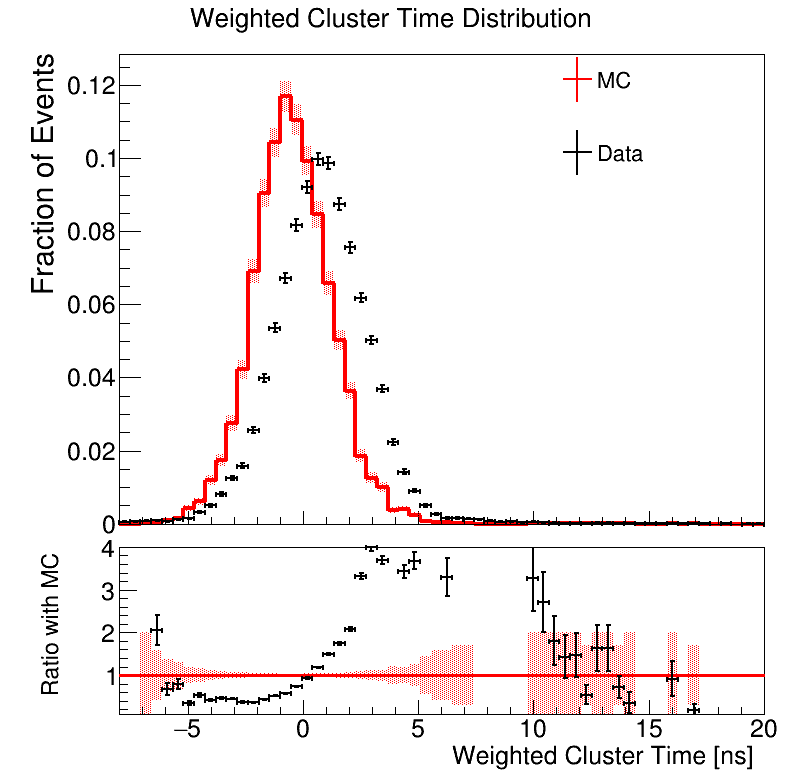 Weighted Cluster Time Distribution
Fraction of Events
0.12
0.1
0.08
0.06
0.04
0.02
0
MC
Data
Ratio with MC
4
3
2
1
−5 0 5 10 15 20
Weighted Cluster Time [ns]